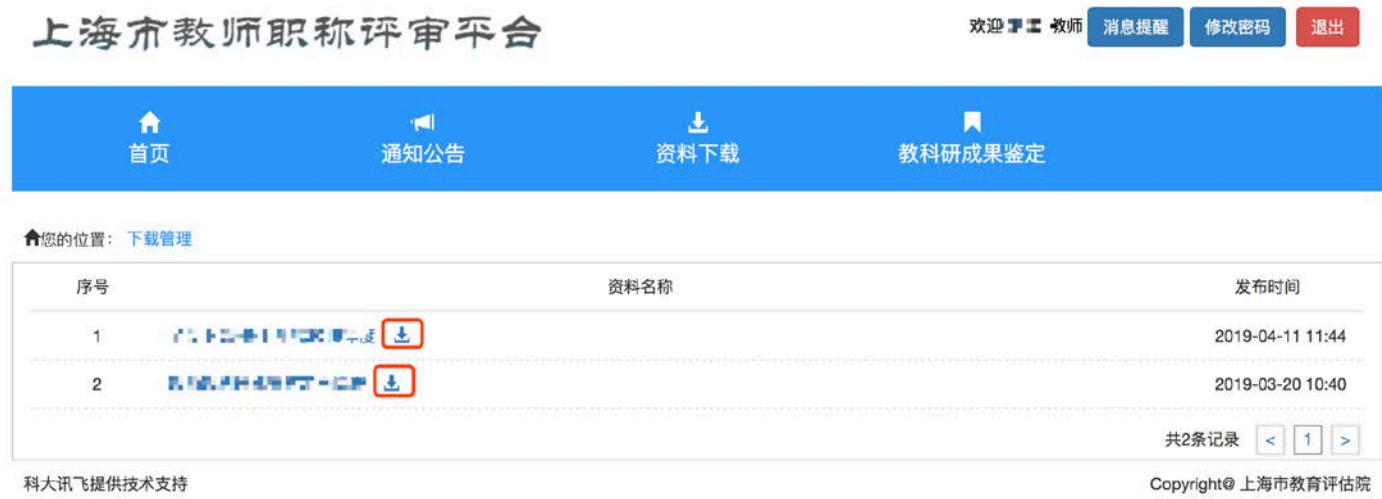 上海市教师职称评审平台
欢迎 教师 消息提醒 修改密码 退出
首页 通知公告 资料下载 教科研成果鉴定
您的位置： 下载管理
序号 资料名称 发布时间
1 2019-04-11 11:44
2 2019-03-20 10:40
共2条记录 < 1 >
科大讯飞提供技术支持 Copyright@ 上海市教育评估院